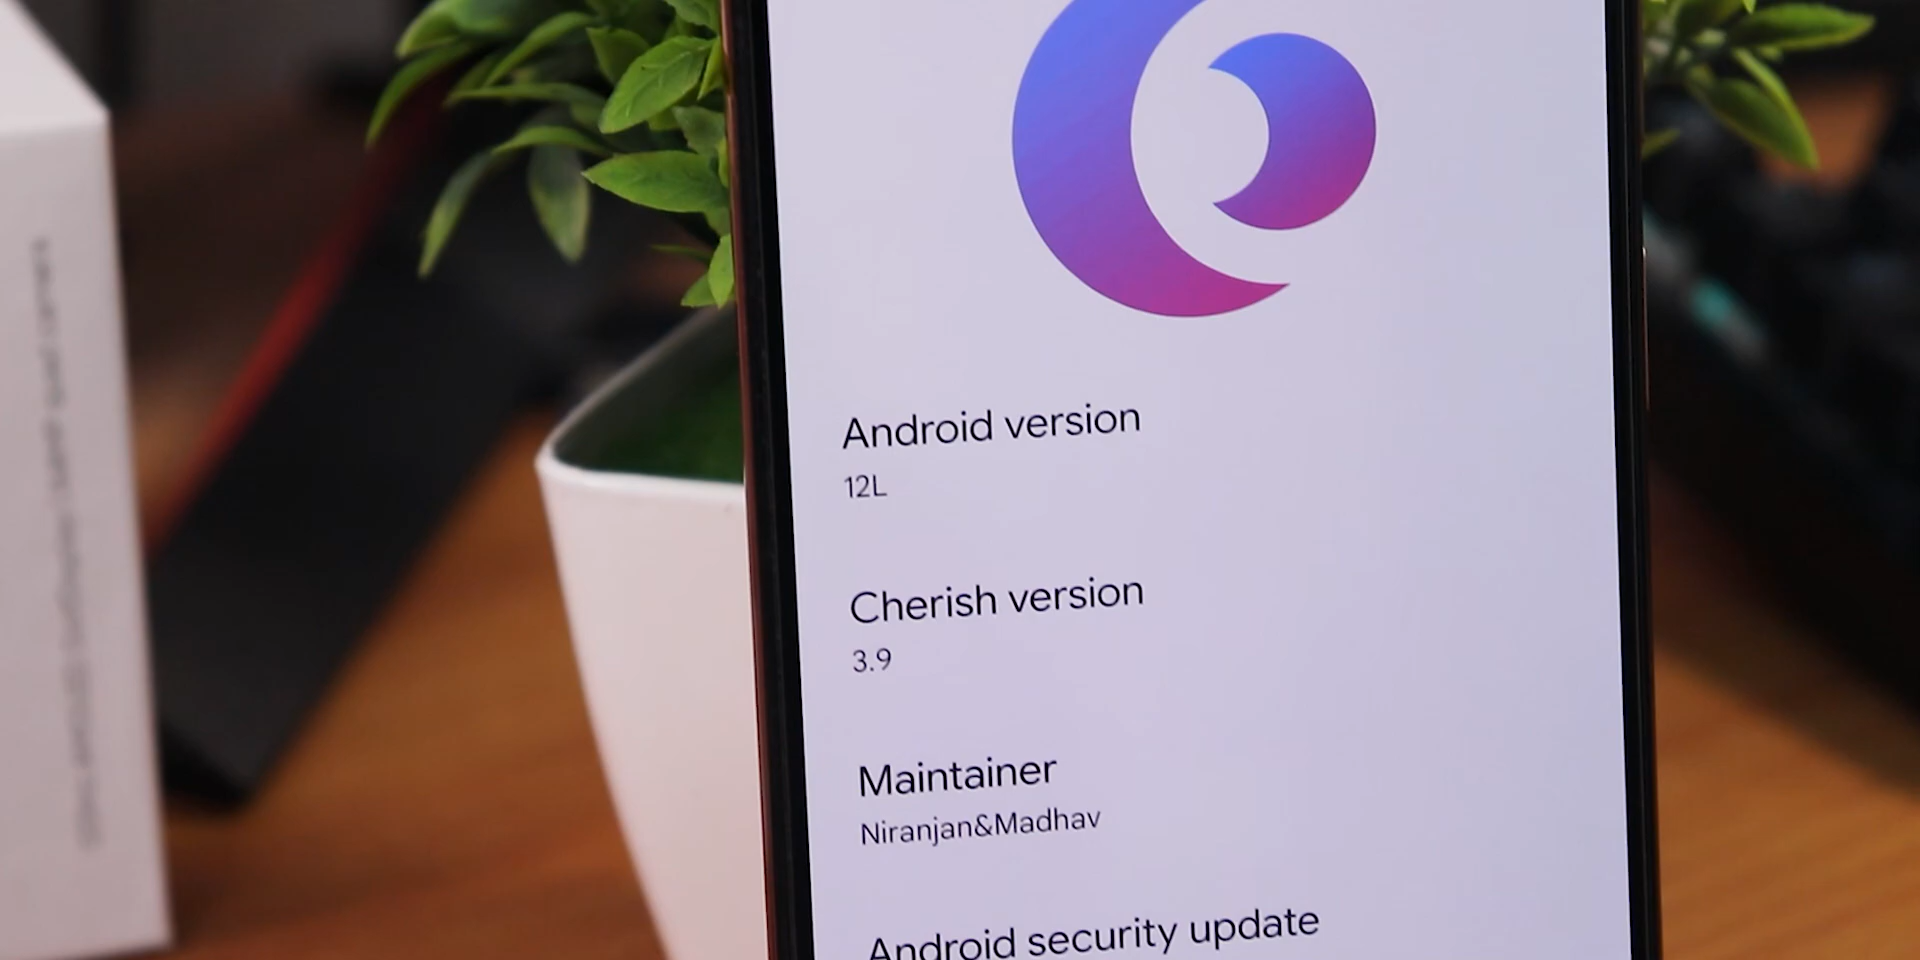 Android version
12L
Cherish version
3.9
Maintainer
Niranjan&Madhav
Android security update